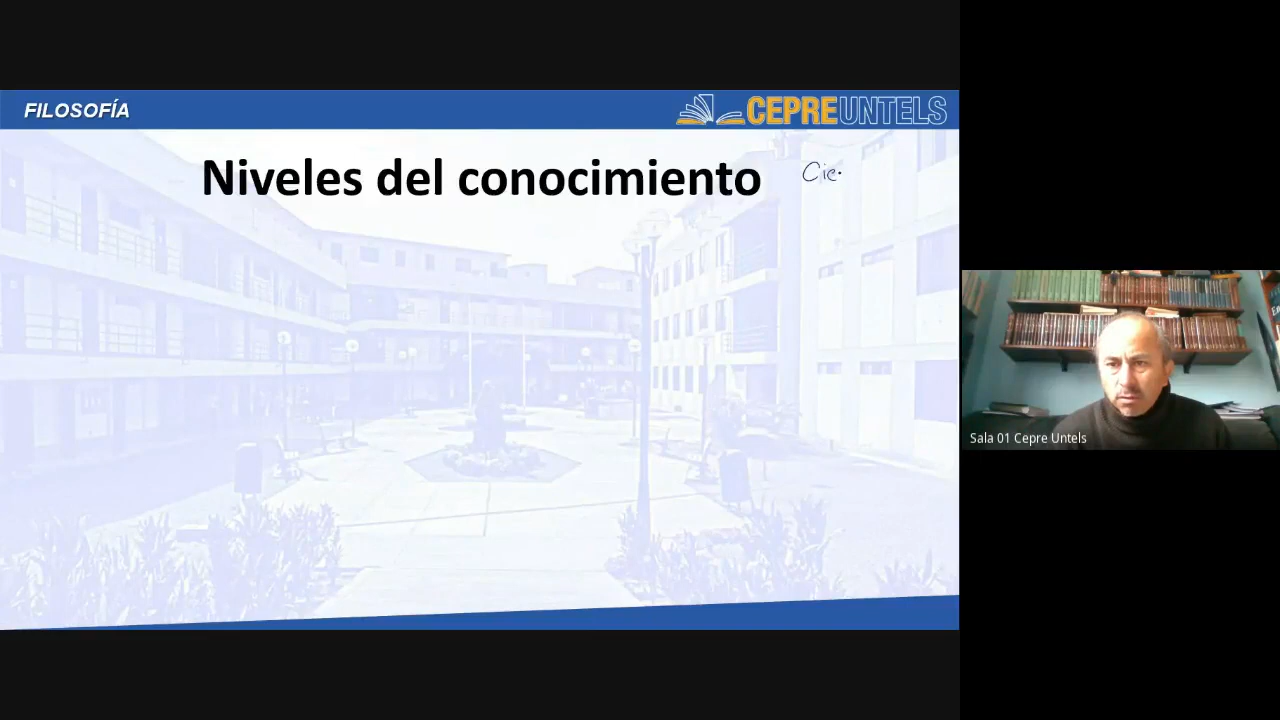 FILOSOFÍA
CEPREUNTELS
Niveles del conocimiento
Cie.
Sala 01 Cepre Untels